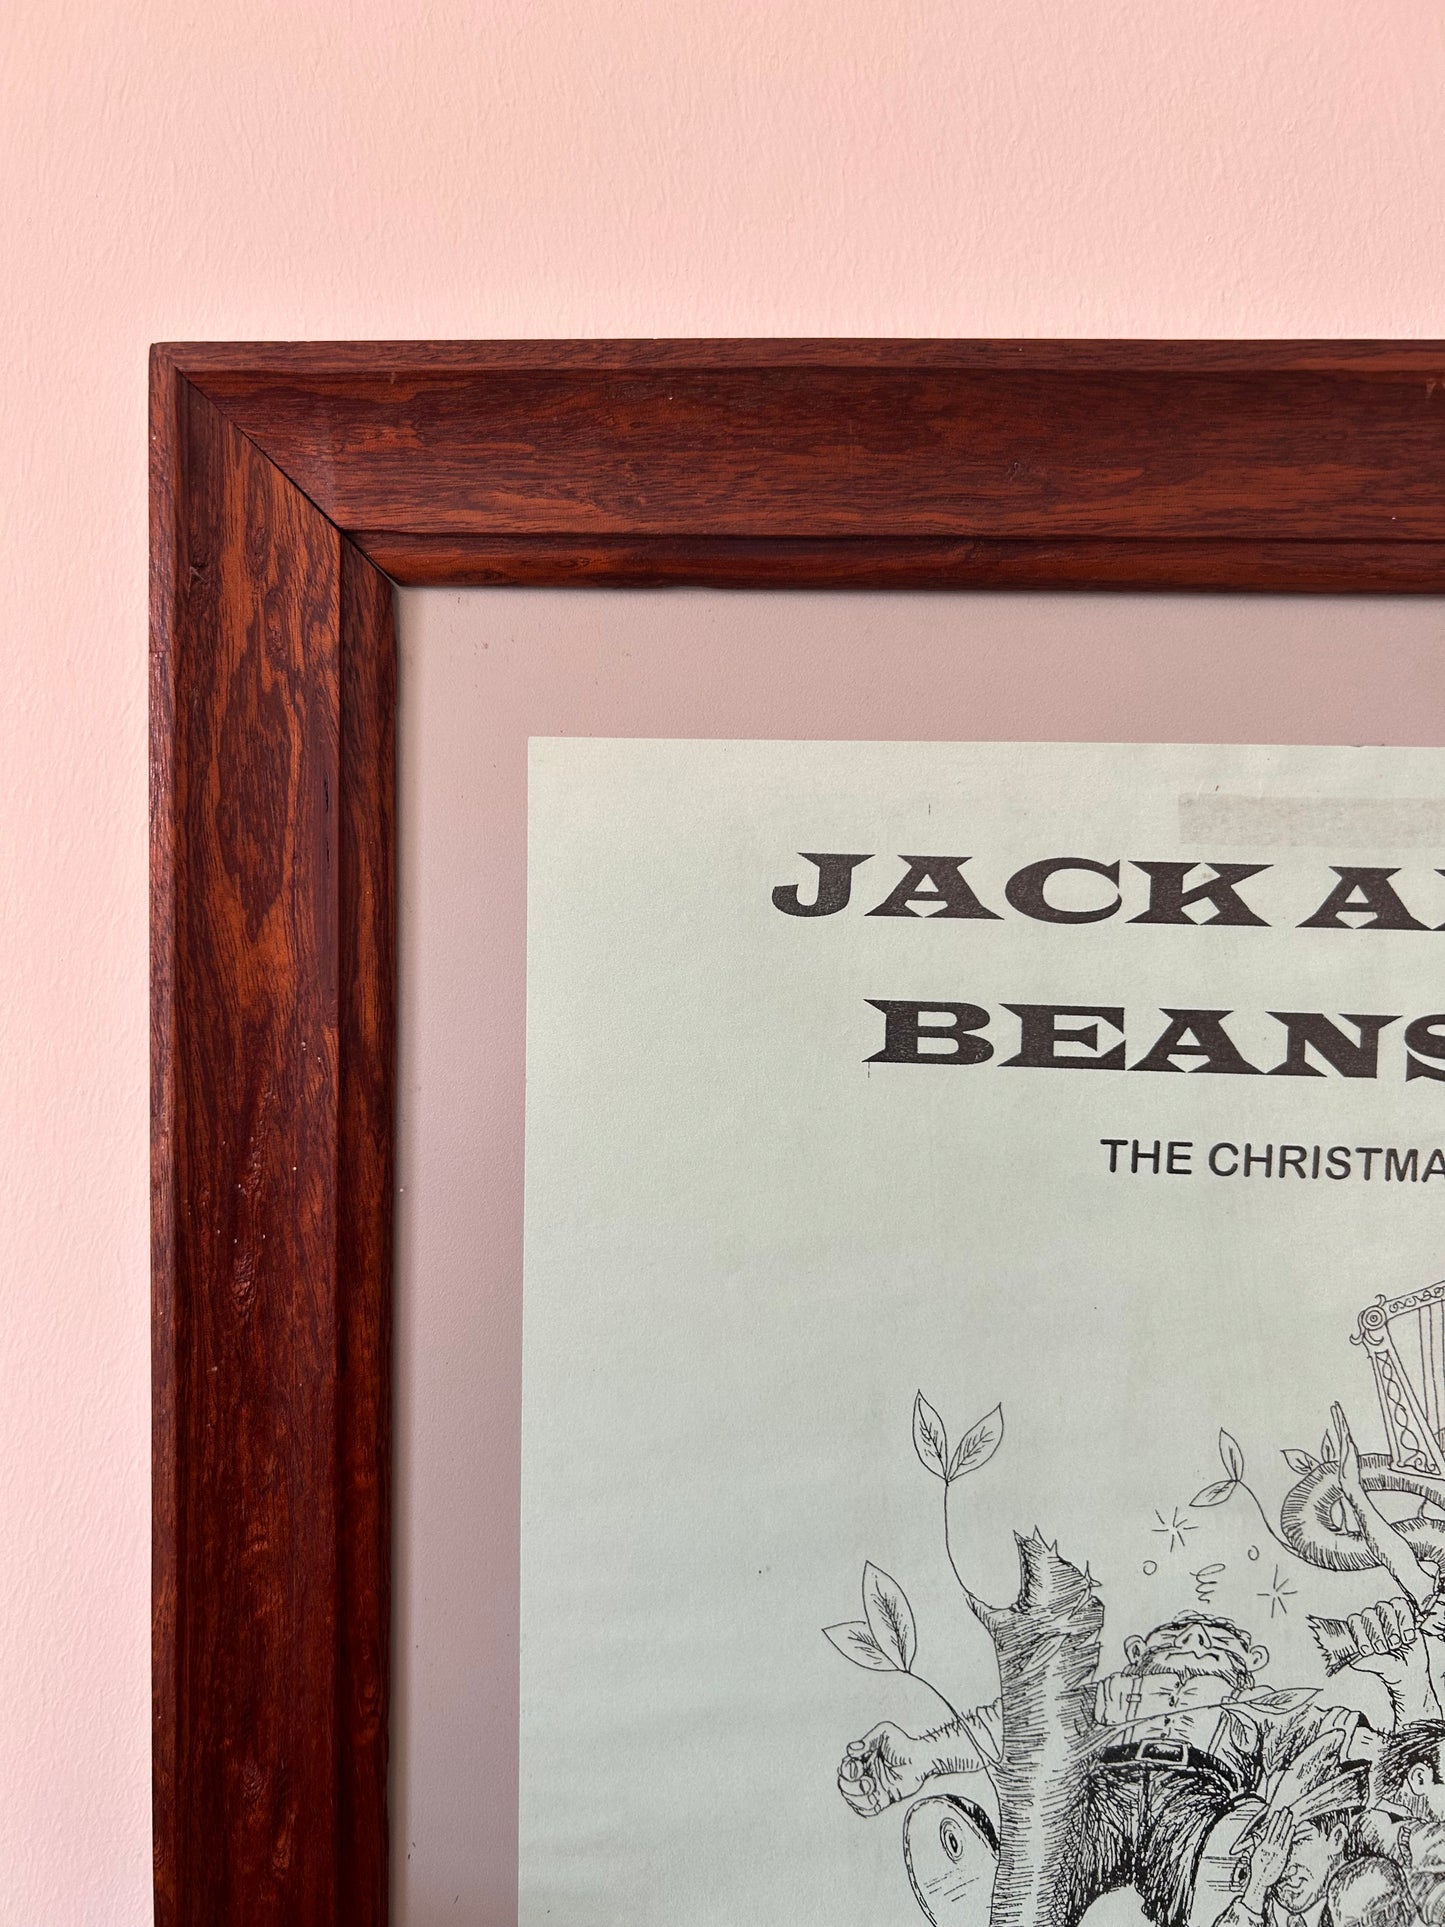 JACK A
BEANS
THE CHRISTMA